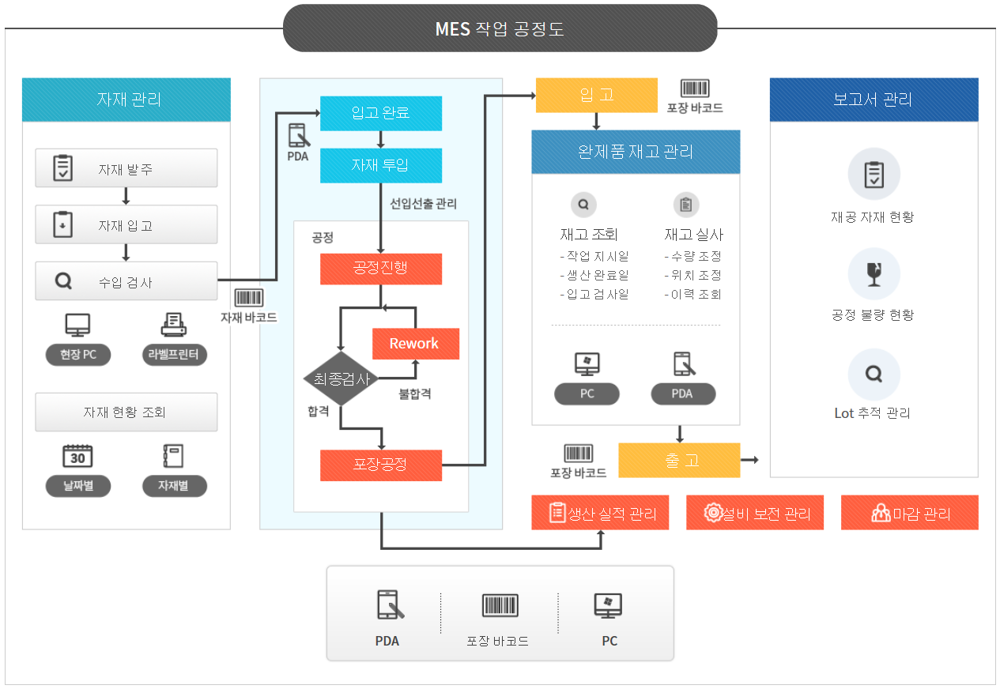 MES 작업 공정도
자재 관리
자재 발주
자재 입고
수입 검사
자재 바코드
현장 PC
라벨프린터
자재 현황 조회
30
날짜별
자재별
입고 완료
PDA
자재 투입
선입선출 관리
공정
공정진행
Rework
최종검사
불합격
합격
포장공정
입 고
포장 바코드
완제품 재고 관리
재고 조회
- 작업 지시일
- 생산 완료일
- 입고 검사일
재고 실사
- 수량 조정
- 위치 조정
- 이력 조회
PC
PDA
포장 바코드
출 고
보고서 관리
재공 자재 현황
공정 불량 현황
Lot 추적 관리
생산 실적 관리
설비 보전 관리
마감 관리
PDA
포장 바코드
PC